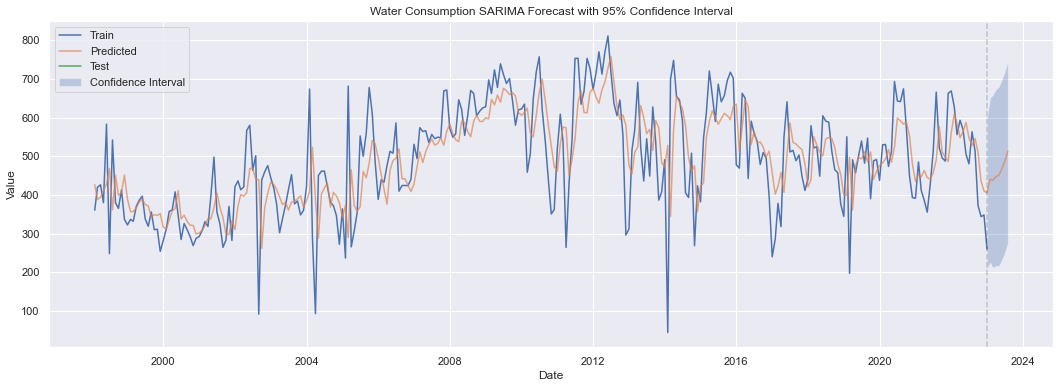 Water Consumption SARIMA Forecast with 95% Confidence Interval
Train
Predicted
Test
Confidence Interval
800
700
600
500
400
300
200
100
Value
2000
2004
2008
2012
2016
2020
2024
Date